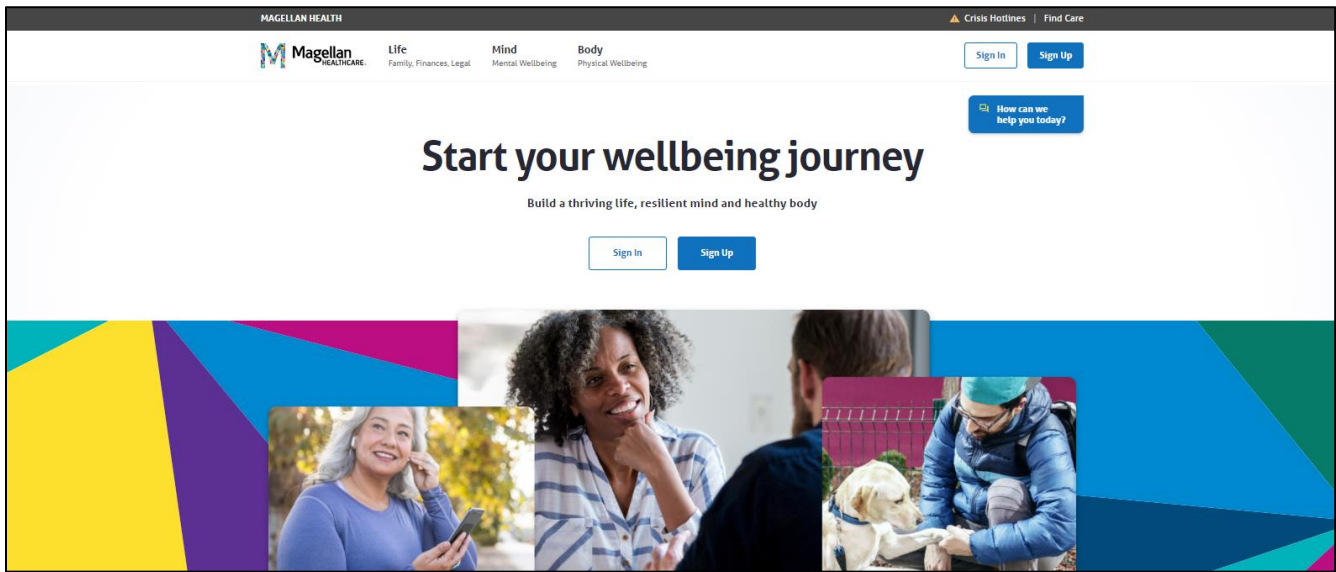 MAGELLAN HEALTH
Crisis Hotlines | Find Care
Magellan
HEALTHCARE.
Life
Family, Finances, Legal
Mind
Mental Wellbeing
Body
Physical Wellbeing
Sign In
Sign Up
How can we
help you today?
Start your wellbeing journey
Build a thriving life, resilient mind and healthy body
Sign In
Sign Up